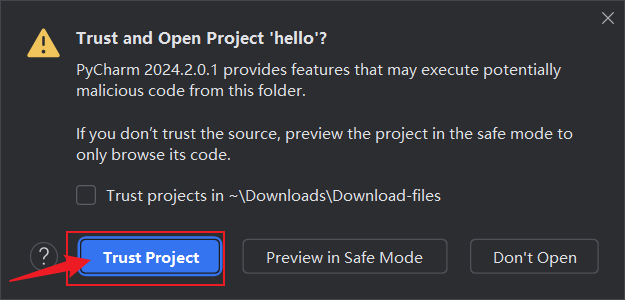 Trust and Open Project 'hello'?
PyCharm 2024.2.0.1 provides features that may execute potentially
malicious code from this folder.
If you don’t trust the source, preview the project in the safe mode to
only browse its code.
Trust projects in ~\Downloads\Download-files
? Trust Project Preview in Safe Mode Don't Open